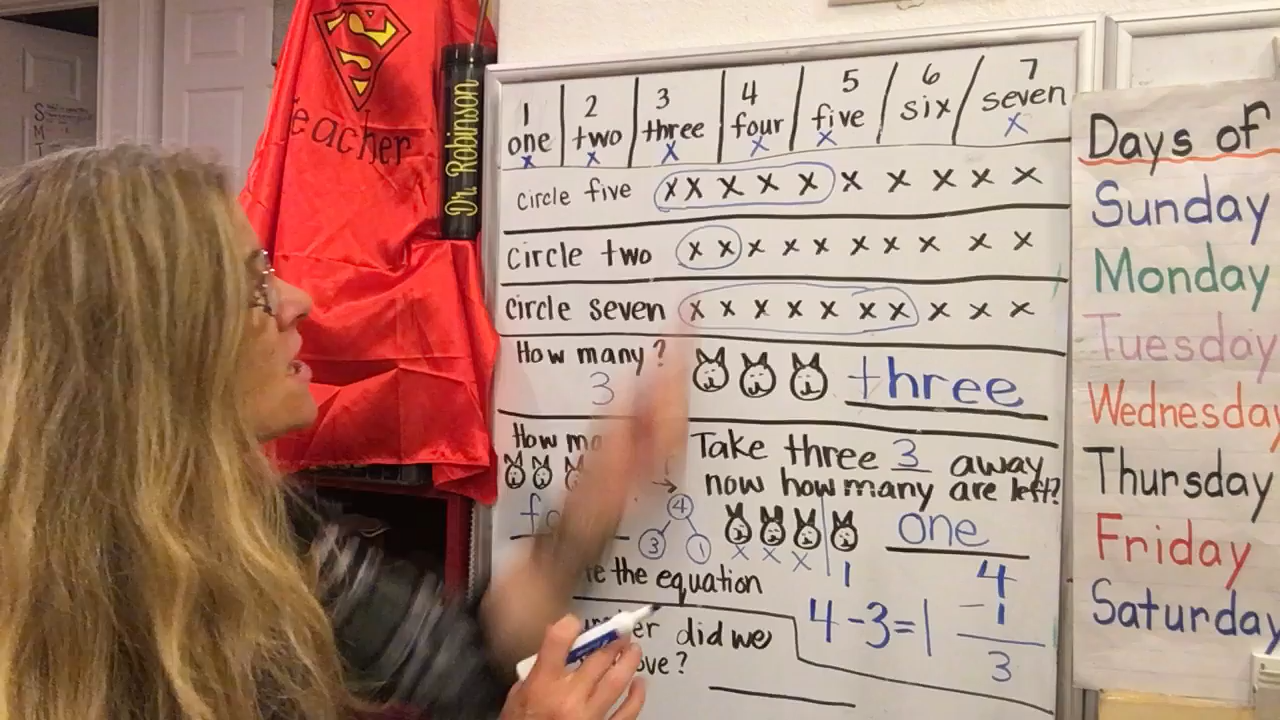 Teacher
Dr. Robinson
1 2 3 4 5 6 7
one two three four five six seven
x x x x x x
circle five x x x x x x x x x x
circle two x x x x x x x x x x
circle seven x x x x x x x x x x
How many?
3
three
How
Take three 3 away
now how many are left?
4
3 1
x x x
one
the equation
1
4-3=1
4
-1
3
did we
Days of
Sunday
Monday
Tuesday
Wednesday
Thursday
Friday
Saturday
S
M
T